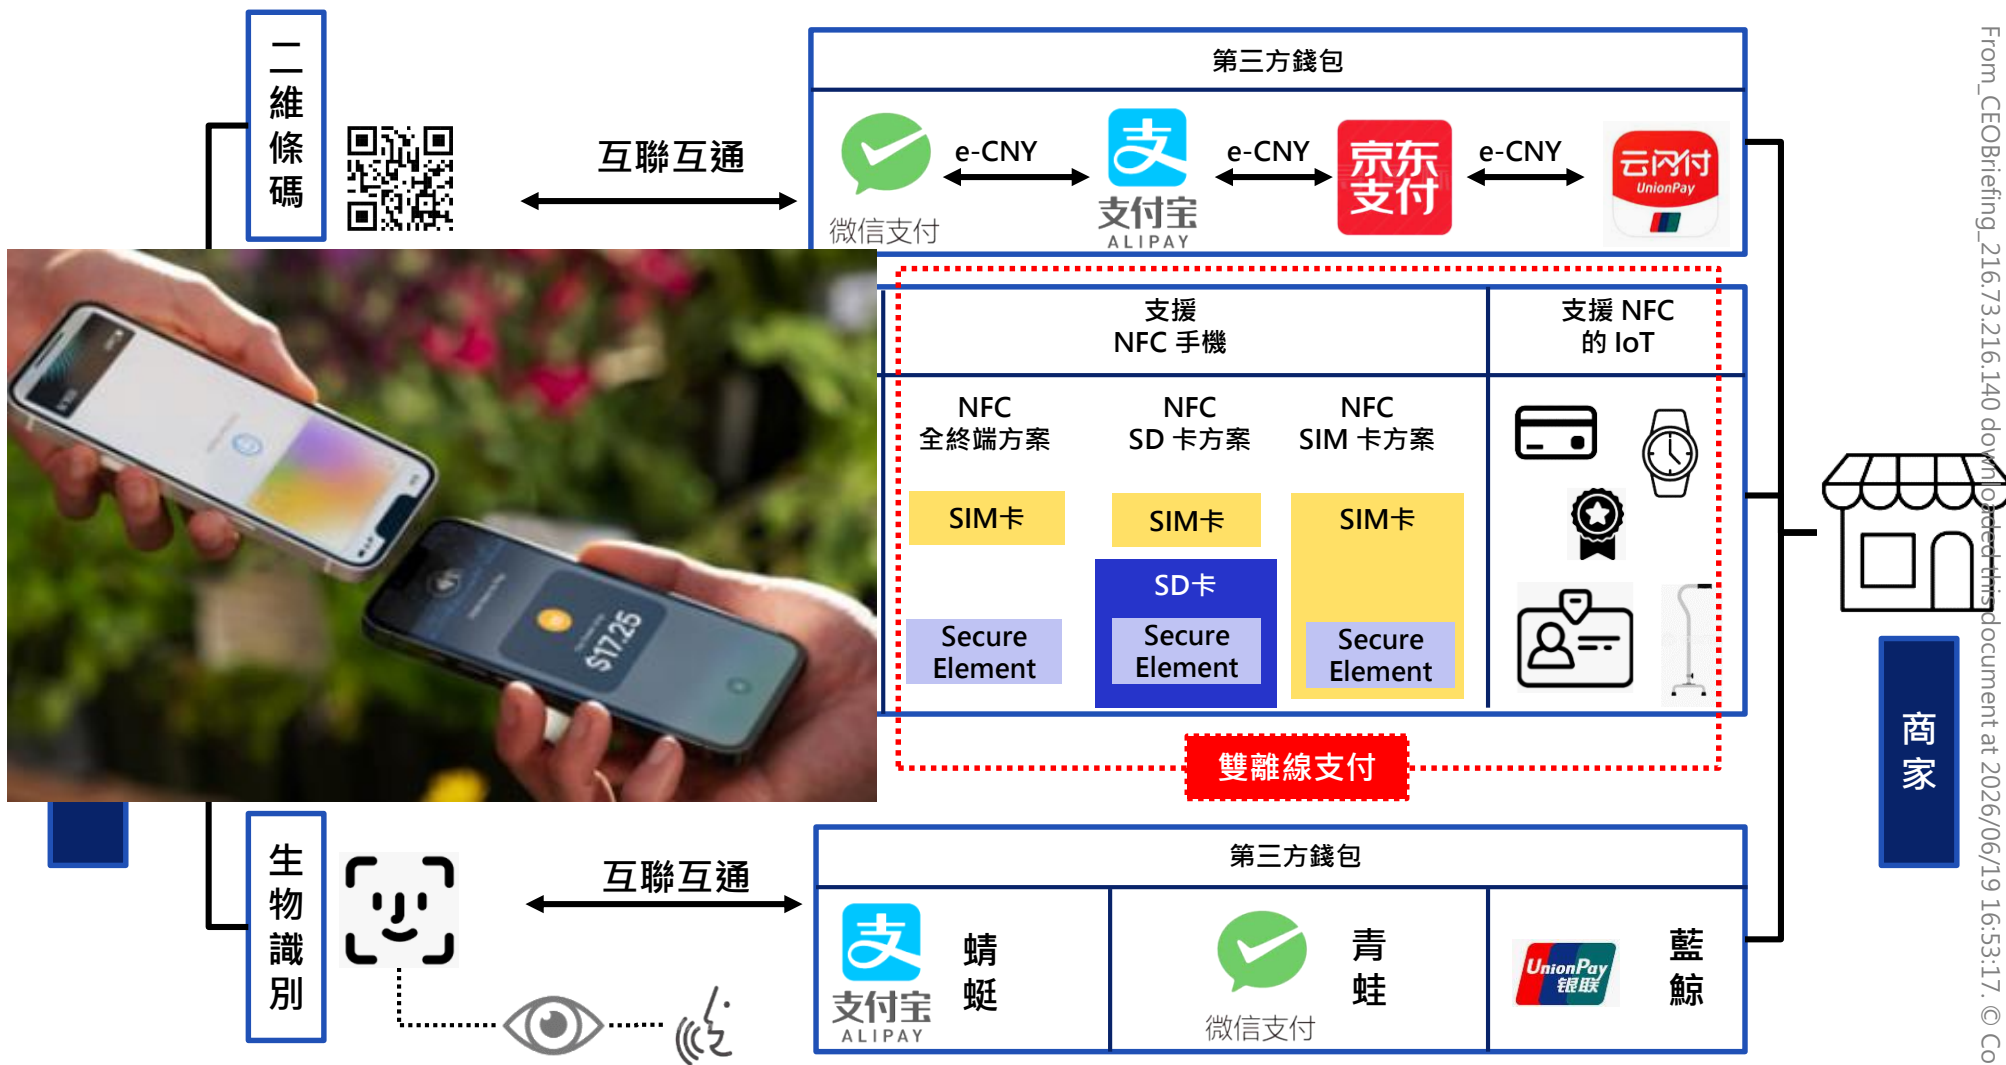 二維條碼
互聯互通
第三方錢包
微信支付
e-CNY
支
支付宝
ALIPAY
e-CNY
京东
支付
e-CNY
云闪付
UnionPay
支援
NFC 手機
支援 NFC
的 IoT
NFC
全終端方案
NFC
SD 卡方案
NFC
SIM 卡方案
SIM卡
Secure
Element
SIM卡
SD卡
Secure
Element
SIM卡
Secure
Element
$17.25
雙離線支付
商家
生物識別
互聯互通
第三方錢包
支
支付宝
ALIPAY
蜻蜓
微信支付
青蛙
UnionPay
银联
藍鯨
From_CEOBriefing_216.73.216.140 downloaded this document at 2026/06/19 16:53:17. © Co